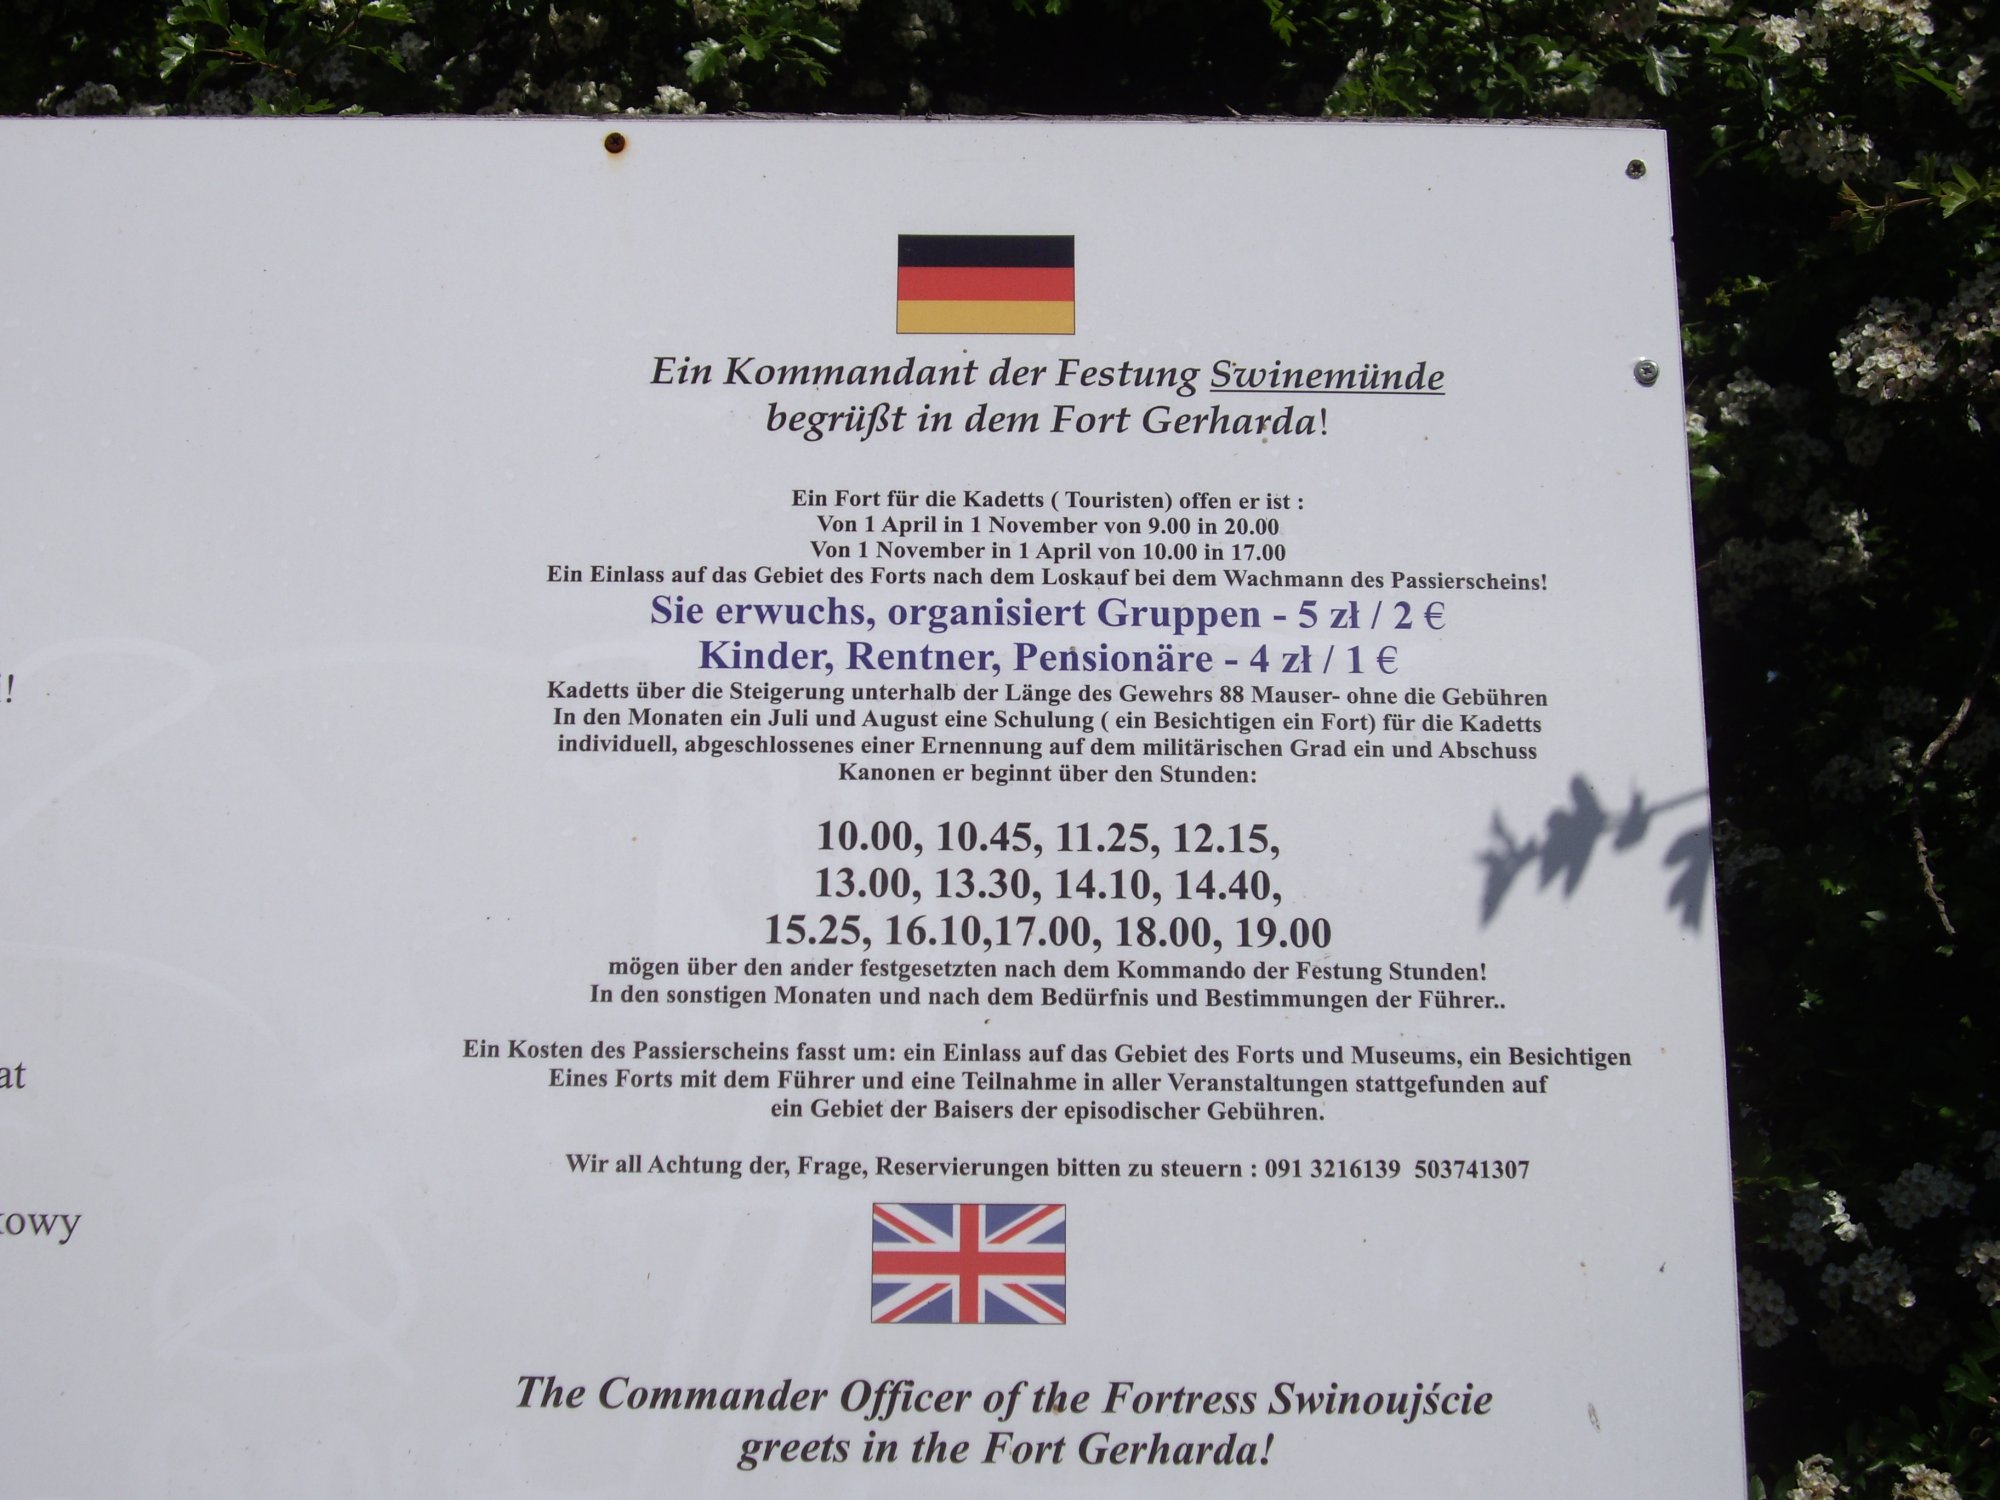 Ein Kommandant der Festung Swinemünde
begrüßt in dem Fort Gerharda!
Ein Fort für die Kadetts ( Touristen) offen er ist :
Von 1 April in 1 November von 9.00 in 20.00
Von 1 November in 1 April von 10.00 in 17.00
Ein Einlass auf das Gebiet des Forts nach dem Loskauf bei dem Wachmann des Passierscheins!
Sie erwuchs, organisiert Gruppen - 5 zł / 2 €
Kinder, Rentner, Pensionäre - 4 zł / 1 €
Kadetts über die Steigerung unterhalb der Länge des Gewehrs 88 Mauser- ohne die Gebühren
In den Monaten ein Juli und August eine Schulung ( ein Besichtigen ein Fort) für die Kadetts
individuell, abgeschlossenes einer Ernennung auf dem militärischen Grad ein und Abschuss
Kanonen er beginnt über den Stunden:
10.00, 10.45, 11.25, 12.15,
13.00, 13.30, 14.10, 14.40,
15.25, 16.10,17.00, 18.00, 19.00
mögen über den ander festgesetzten nach dem Kommando der Festung Stunden!
In den sonstigen Monaten und nach dem Bedürfnis und Bestimmungen der Führer..
Ein Kosten des Passierscheins fasst um: ein Einlass auf das Gebiet des Forts und Museums, ein Besichtigen
Eines Forts mit dem Führer und eine Teilnahme in aller Veranstaltungen stattgefunden auf
ein Gebiet der Baisers der episodischer Gebühren.
at
Wir all Achtung der, Frage, Reservierungen bitten zu steuern : 091 3216139 503741307
kowy
The Commander Officer of the Fortress Swinoujście
greets in the Fort Gerharda!